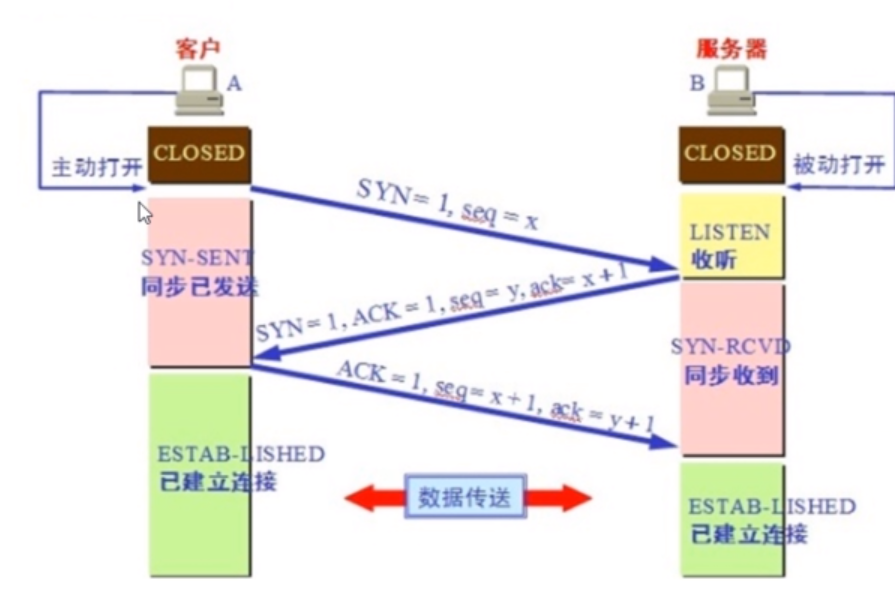 客户
服务器
A
B
CLOSED
CLOSED
主动打开
被动打开
SYN= 1, seq = x
LISTEN
收听
SYN-SENT
同步已发送
SYN= 1, ACK = 1, seq= y, ack= x+1
SYN-RCVD
同步收到
ACK = 1, seq= x+1, ack = y+1
ESTAB-LISHED
已建立连接
数据传送
ESTAB-LISHED
已建立连接